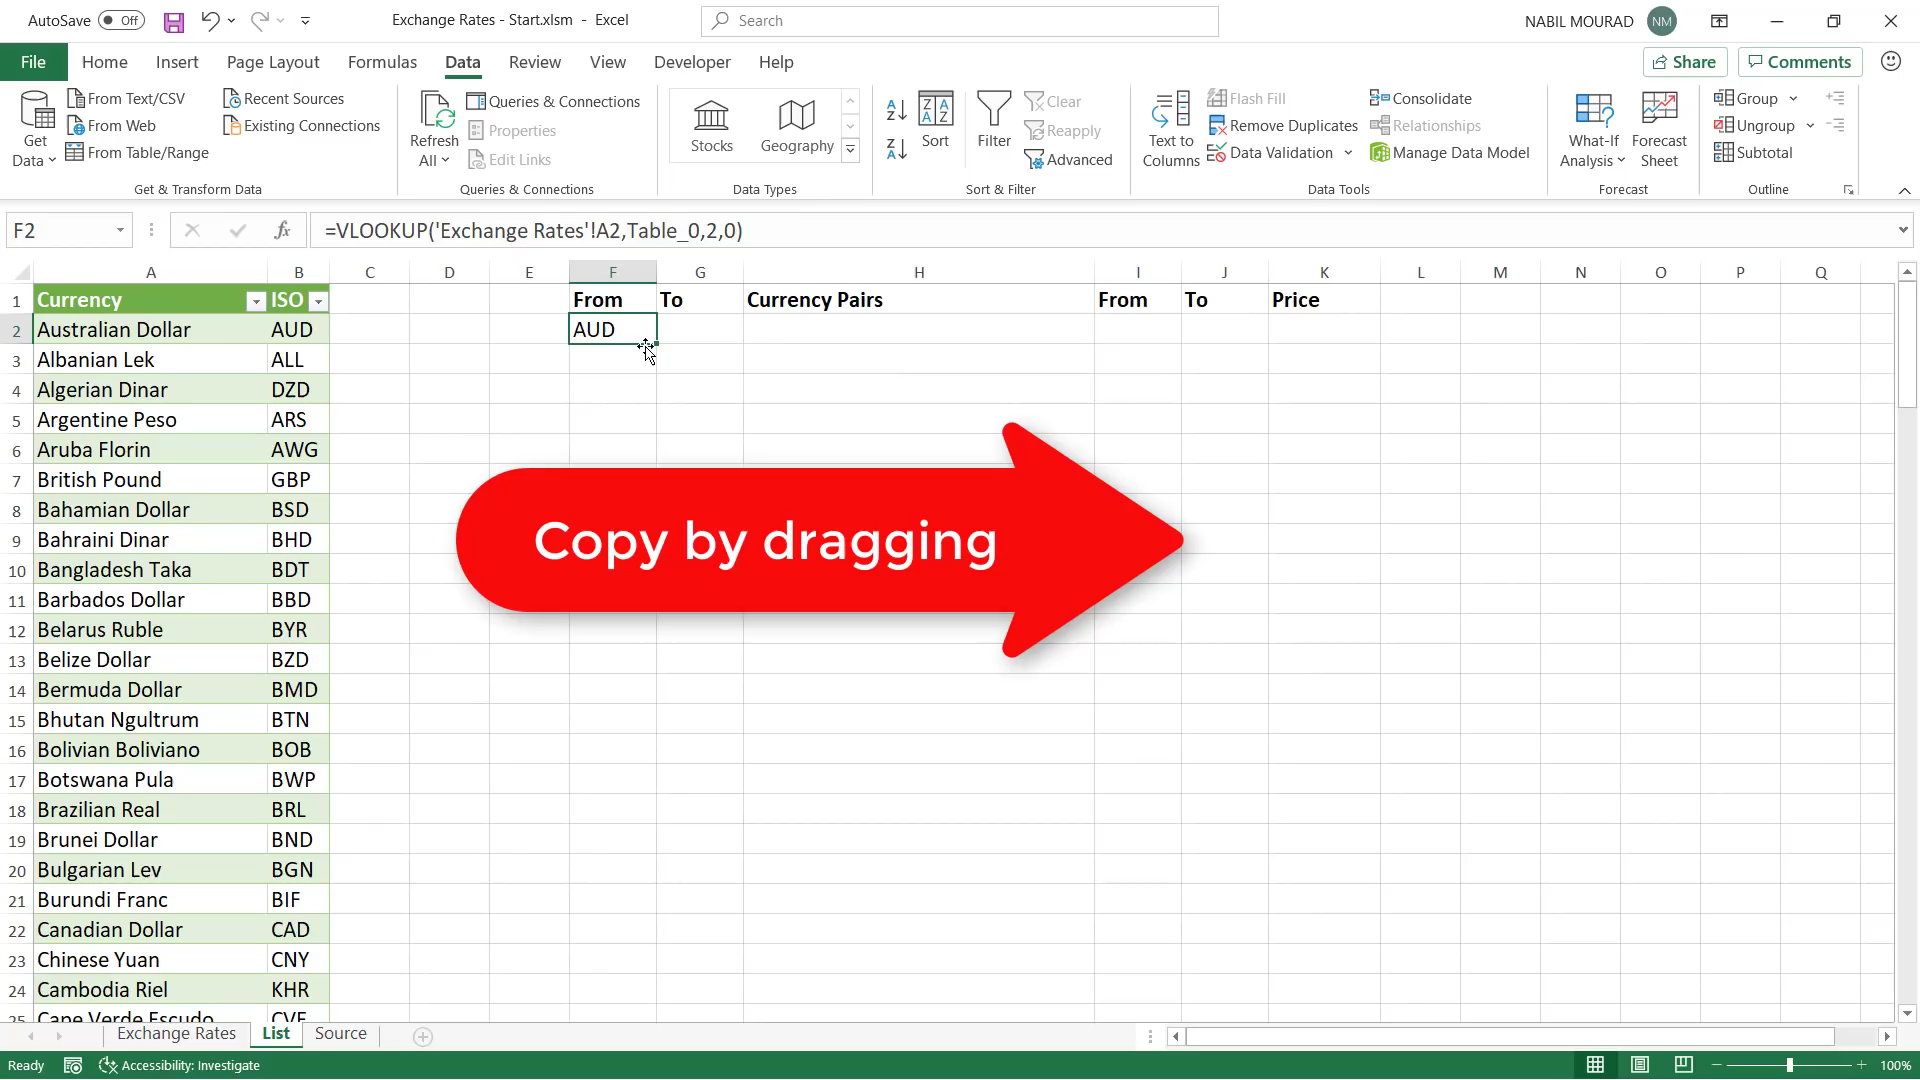 AutoSave Off
Exchange Rates - Start.xlsm - Excel
Search
NABIL MOURAD NM
File Home Insert Page Layout Formulas Data Review View Developer Help
Share Comments
Get Data
From Text/CSV
From Web
From Table/Range
Recent Sources
Existing Connections
Get & Transform Data
Refresh All
Queries & Connections
Properties
Edit Links
Queries & Connections
Stocks
Geography
Data Types
Sort
Filter
Clear
Reapply
Advanced
Sort & Filter
Text to Columns
Flash Fill
Remove Duplicates
Data Validation
Consolidate
Relationships
Manage Data Model
Data Tools
What-If Analysis
Forecast Sheet
Forecast
Group
Ungroup
Subtotal
Outline
F2
fx
=VLOOKUP('Exchange Rates'!A2,Table_0,2,0)
A B C D E F G H I J K L M N O P Q
1 Currency ISO From To Currency Pairs From To Price
2 Australian Dollar AUD AUD
3 Albanian Lek ALL
4 Algerian Dinar DZD
5 Argentine Peso ARS
6 Aruba Florin AWG
7 British Pound GBP
8 Bahamian Dollar BSD
9 Bahraini Dinar BHD
10 Bangladesh Taka BDT
11 Barbados Dollar BBD
12 Belarus Ruble BYR
13 Belize Dollar BZD
14 Bermuda Dollar BMD
15 Bhutan Ngultrum BTN
16 Bolivian Boliviano BOB
17 Botswana Pula BWP
18 Brazilian Real BRL
19 Brunei Dollar BND
20 Bulgarian Lev BGN
21 Burundi Franc BIF
22 Canadian Dollar CAD
23 Chinese Yuan CNY
24 Cambodia Riel KHR
25 Cape Verde Escudo CVE
Copy by dragging
Exchange Rates List Source
Ready
Accessibility: Investigate
100%